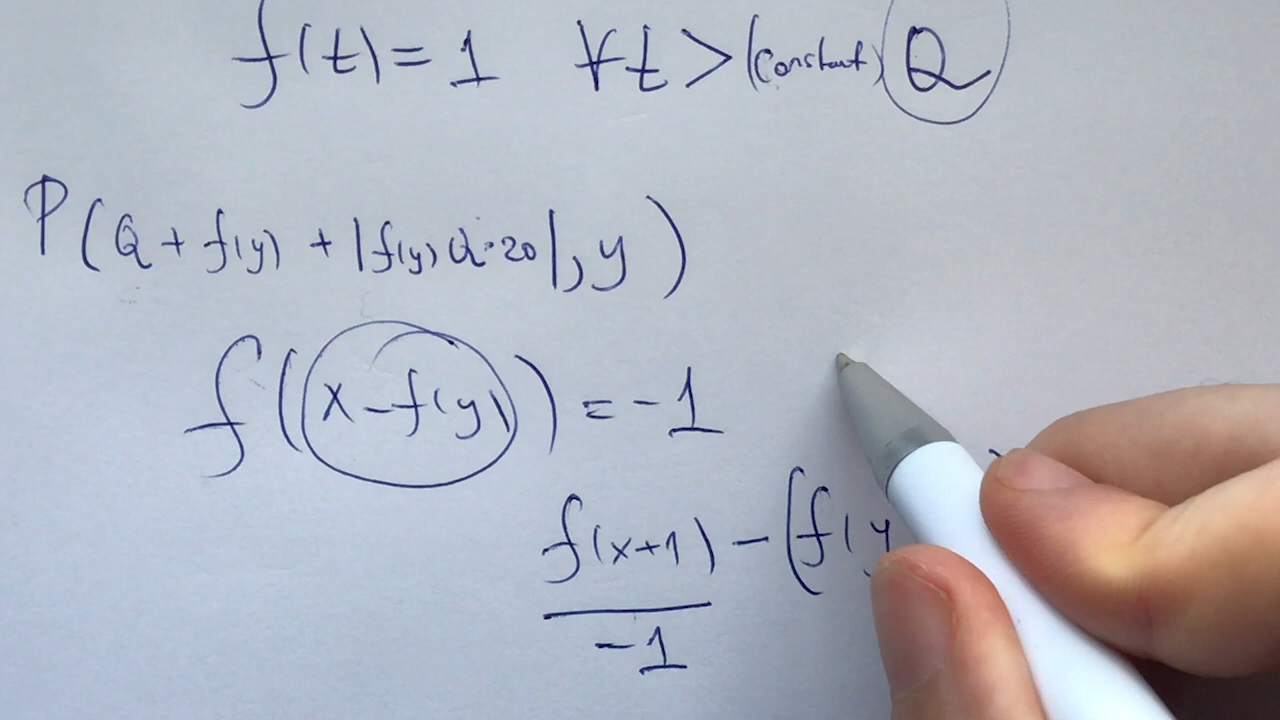 f(t) = 1 ∀t > (constant) Q
P(Q + f(y) + |f(y)Q·20|, y)
f(x-f(y)) = -1
f(x+1) - (f(y
-1